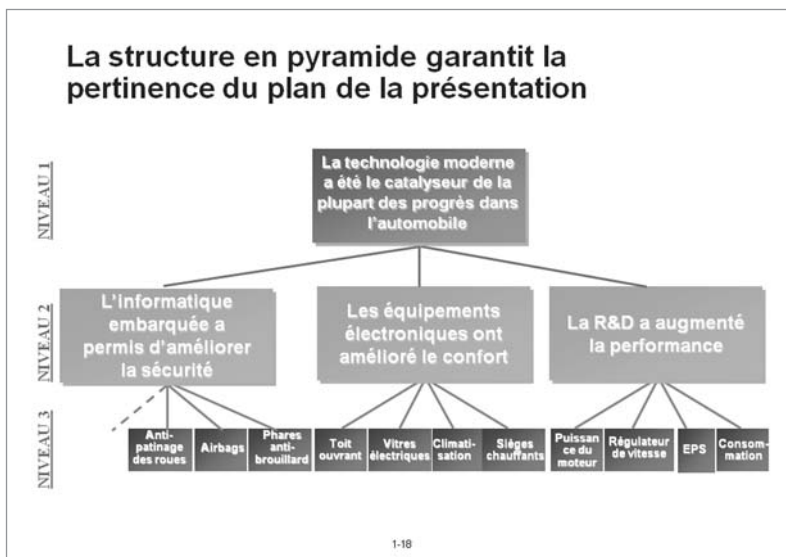 La structure en pyramide garantit la
pertinence du plan de la présentation
NIVEAU 1
La technologie moderne
a été le catalyseur de la
plupart des progrès dans
l'automobile
NIVEAU 2
L'informatique
embarquée a
permis d'améliorer
la sécurité
Les équipements
électroniques ont
amélioré le confort
La R&D a augmenté
la performance
NIVEAU 3
Anti-
patinage
des roues
Airbags
Phares
anti-
brouillard
Toit
ouvrant
Vitres
électriques
Climati-
sation
Sièges
chauffants
Puissan
ce du
moteur
Régulateur
de vitesse
EPS
Consom-
mation
1-18